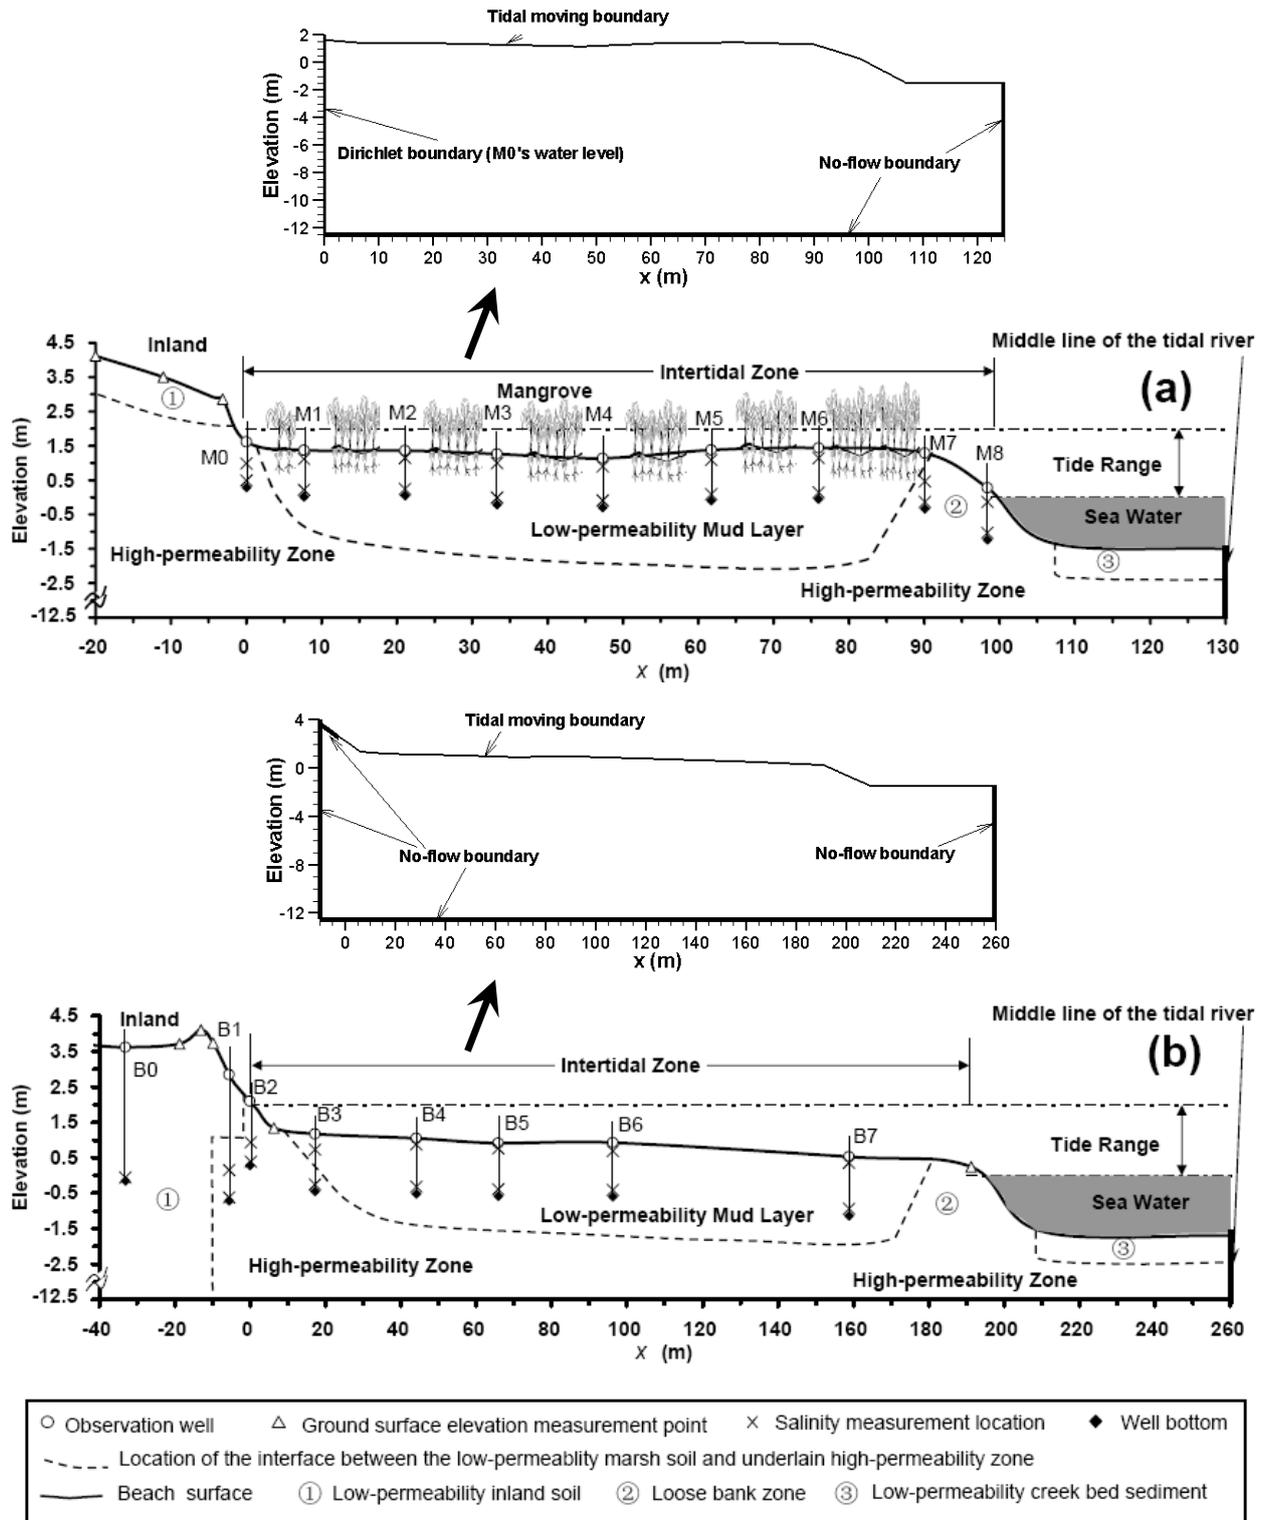 Tidal moving boundary
2
0
-2
-4
-6
-8
-10
-12
Elevation (m)
Dirichlet boundary (M0's water level)
No-flow boundary
0 10 20 30 40 50 60 70 80 90 100 110 120
x (m)
Middle line of the tidal river
Inland
(a)
Intertidal Zone
Mangrove
4.5
3.5
2.5
1.5
0.5
-0.5
-1.5
-2.5
-12.5
Elevation (m)
①
M0 M1 M2 M3 M4 M5 M6 M7 M8
Tide Range
②
Sea Water
Low-permeability Mud Layer
High-permeability Zone
③
High-permeability Zone
-20 -10 0 10 20 30 40 50 60 70 80 90 100 110 120 130
x (m)
Tidal moving boundary
4
0
-4
-8
-12
Elevation (m)
No-flow boundary
No-flow boundary
0 20 40 60 80 100 120 140 160 180 200 220 240 260
x (m)
Middle line of the tidal river
Inland
(b)
Intertidal Zone
4.5
3.5
2.5
1.5
0.5
-0.5
-1.5
-2.5
-12.5
Elevation (m)
B0 B1 B2 B3 B4 B5 B6 B7
Tide Range
①
②
Sea Water
Low-permeability Mud Layer
③
High-permeability Zone
High-permeability Zone
-40 -20 0 20 40 60 80 100 120 140 160 180 200 220 240 260
x (m)
Observation well Ground surface elevation measurement point Salinity measurement location Well bottom
Location of the interface between the low-permeablity marsh soil and underlain high-permeability zone
Beach surface ① Low-permeability inland soil ② Loose bank zone ③ Low-permeability creek bed sediment